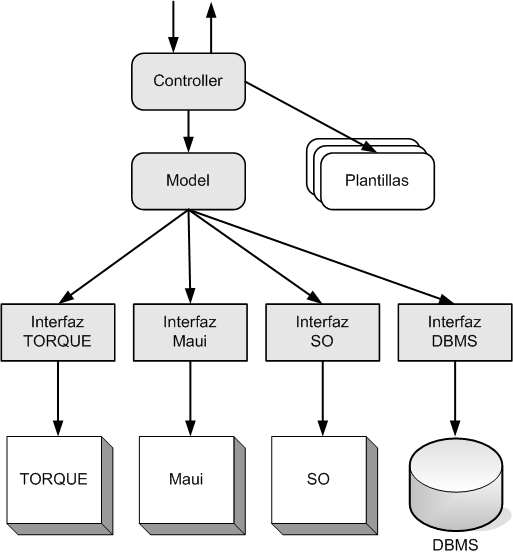 Controller
Model
Plantillas
Interfaz
TORQUE
Interfaz
Maui
Interfaz
SO
Interfaz
DBMS
TORQUE
Maui
SO
DBMS